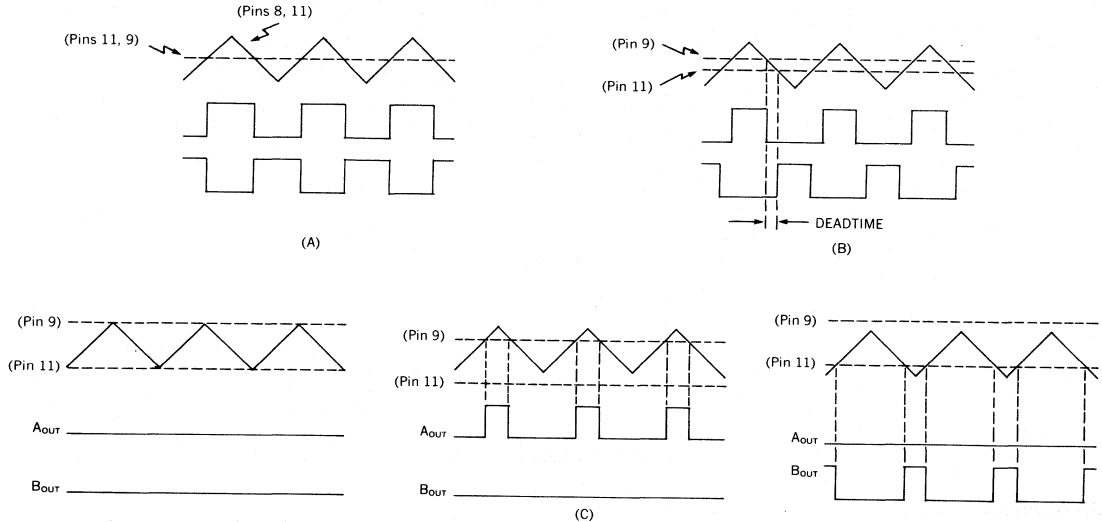 (Pins 8, 11)
(Pins 11, 9)
(A)
(Pin 9)
(Pin 11)
DEADTIME
(B)
(Pin 9)
(Pin 11)
AOUT
BOUT
(Pin 9)
(Pin 11)
AOUT
BOUT
(C)
(Pin 9)
(Pin 11)
AOUT
BOUT